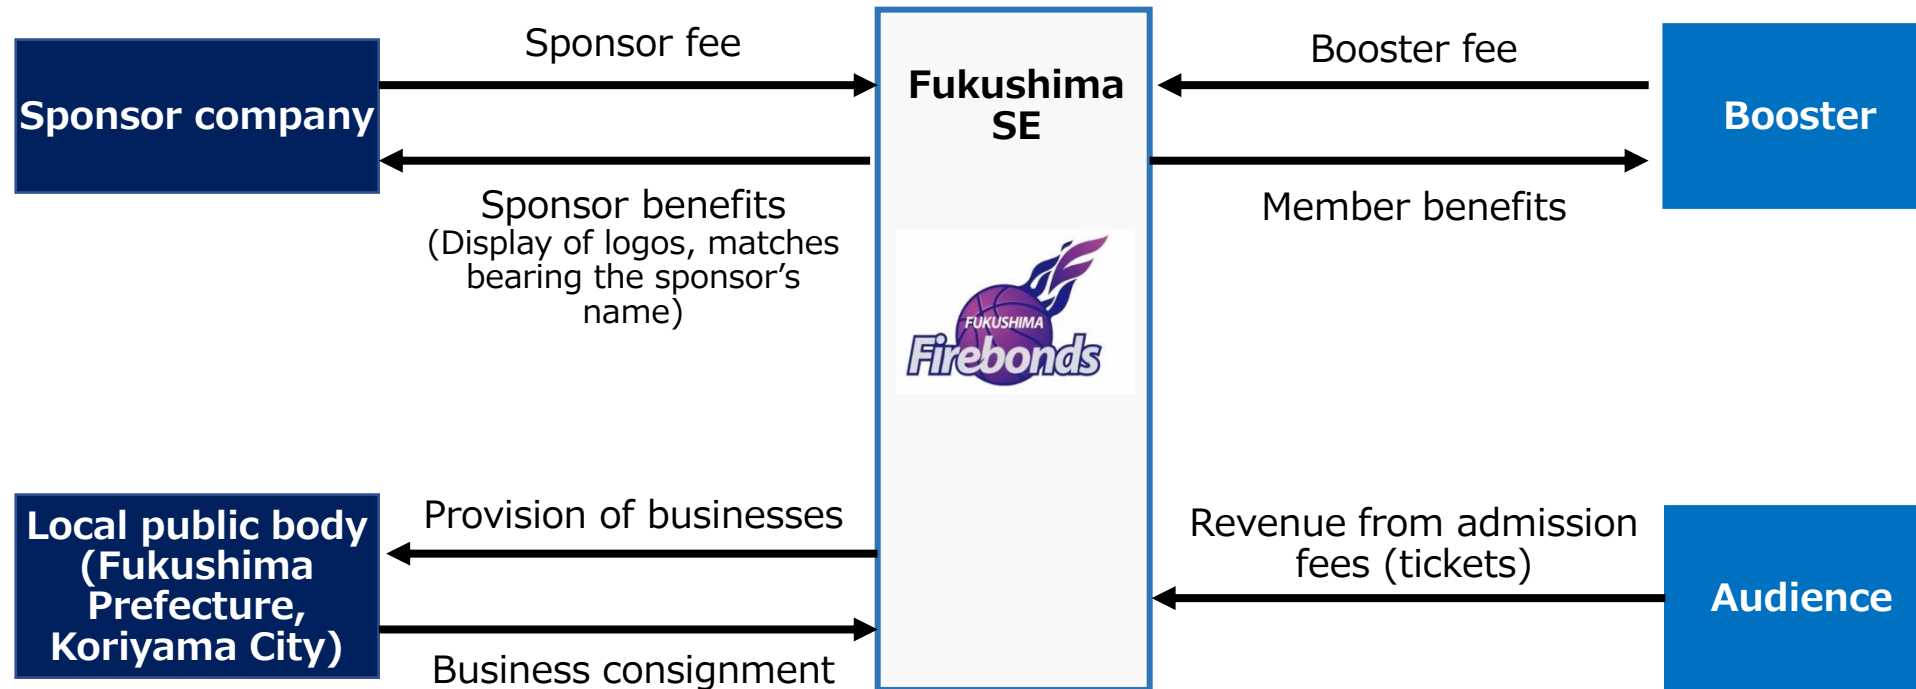 Sponsor fee
Sponsor company
Sponsor benefits
(Display of logos, matches
bearing the sponsor’s
name)
Fukushima
SE
FUKUSHIMA
Firebonds
Booster fee
Booster
Member benefits
Provision of businesses
Local public body
(Fukushima
Prefecture,
Koriyama City)
Business consignment
Revenue from admission
fees (tickets)
Audience